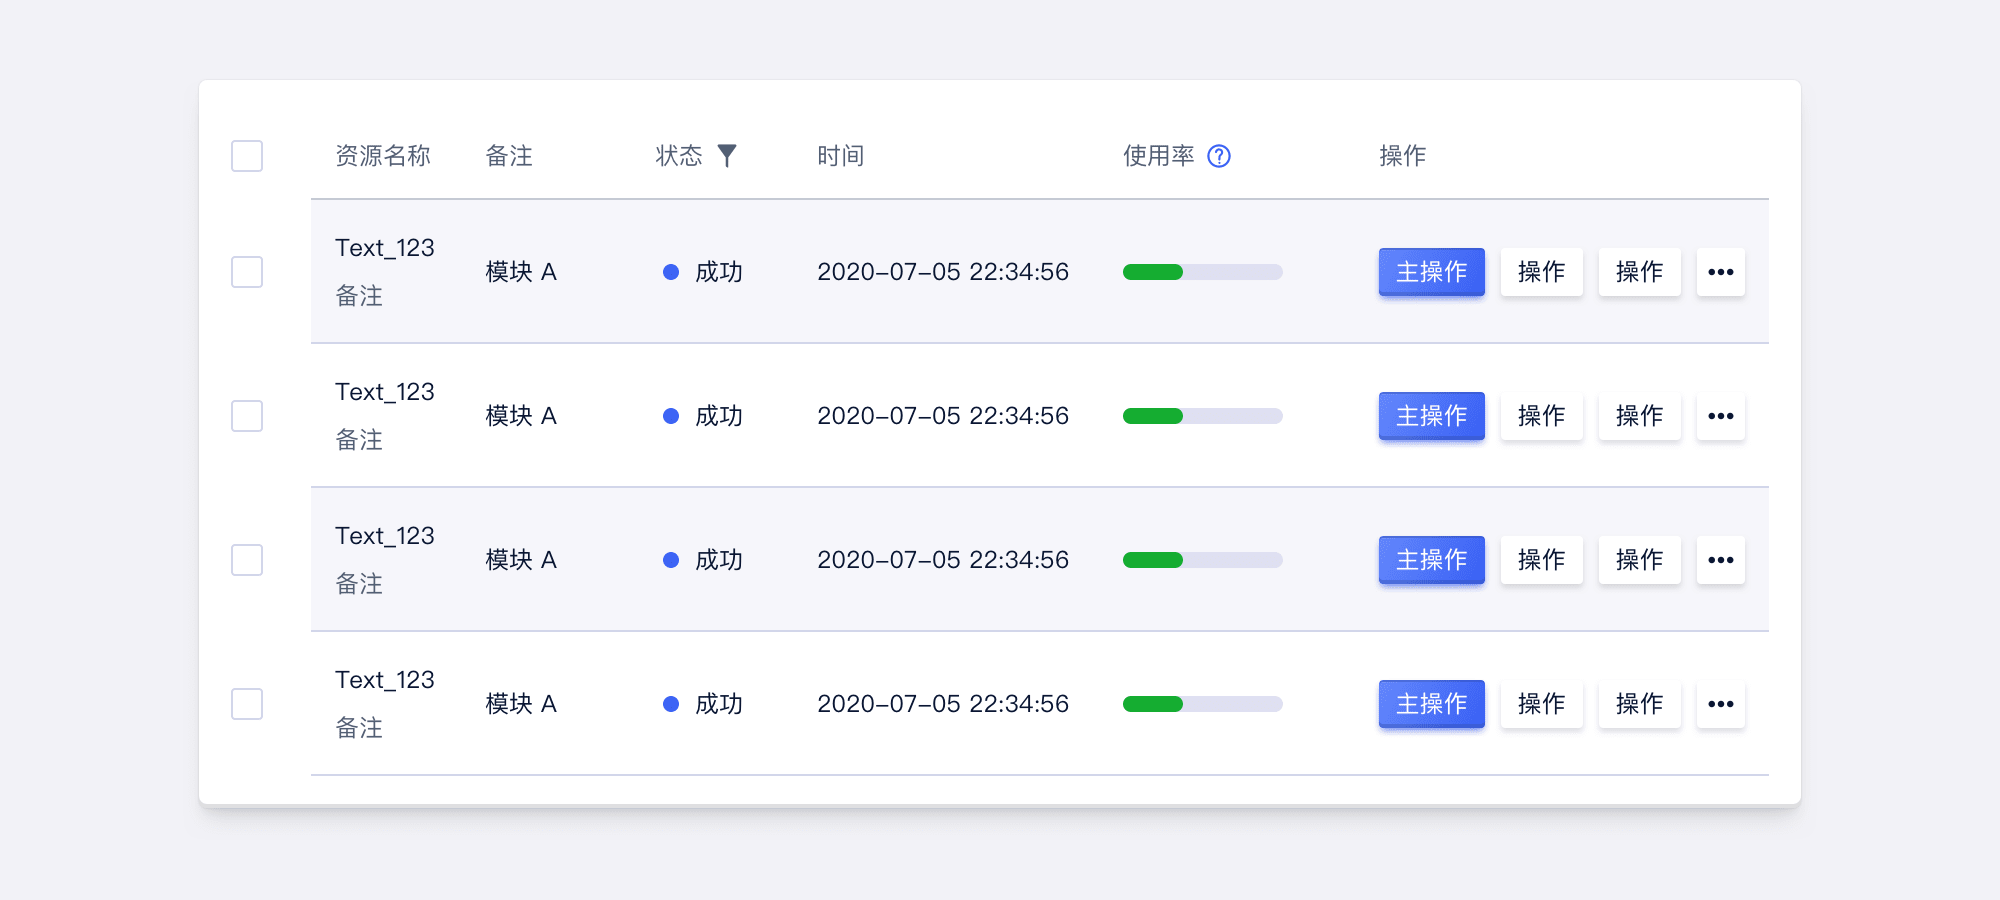 资源名称 备注 状态 时间 使用率 操作
Text_123
备注
模块 A 成功 2020-07-05 22:34:56 主操作 操作 操作
Text_123
备注
模块 A 成功 2020-07-05 22:34:56 主操作 操作 操作
Text_123
备注
模块 A 成功 2020-07-05 22:34:56 主操作 操作 操作
Text_123
备注
模块 A 成功 2020-07-05 22:34:56 主操作 操作 操作